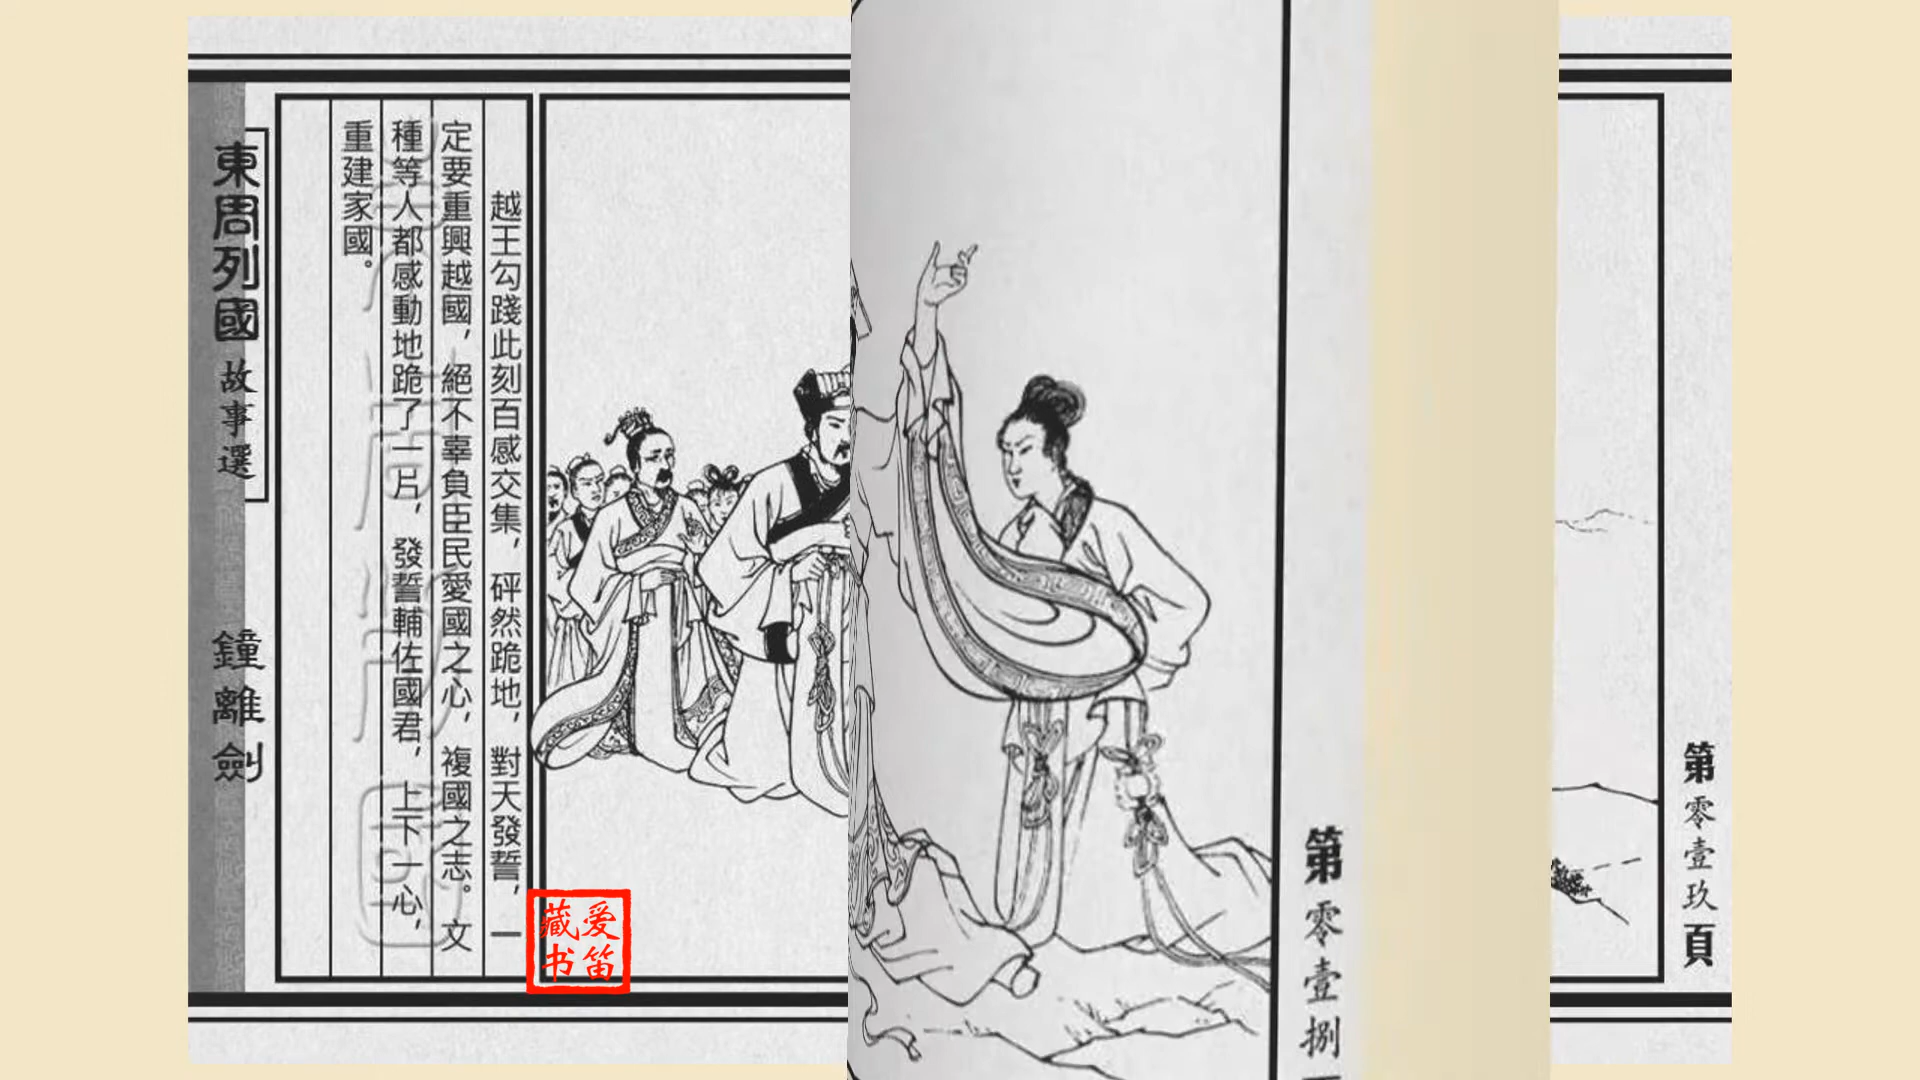 東周列國
故事選
鐘離劍
越王勾踐此刻百感交集，砰然跪地，對天發誓，一
定要重興越國，絕不辜負臣民愛國之心，複國之志。文
種等人都感動地跪了一片，發誓輔佐國君，上下一心，
重建家國。
爱笛
藏书
第零壹捌
第零壹玖頁